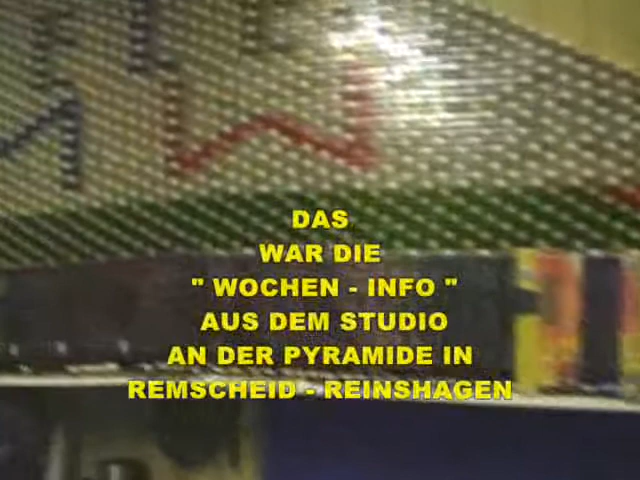 DAS
WAR DIE
" WOCHEN - INFO "
AUS DEM STUDIO
AN DER PYRAMIDE IN
REMSCHEID - REINSHAGEN